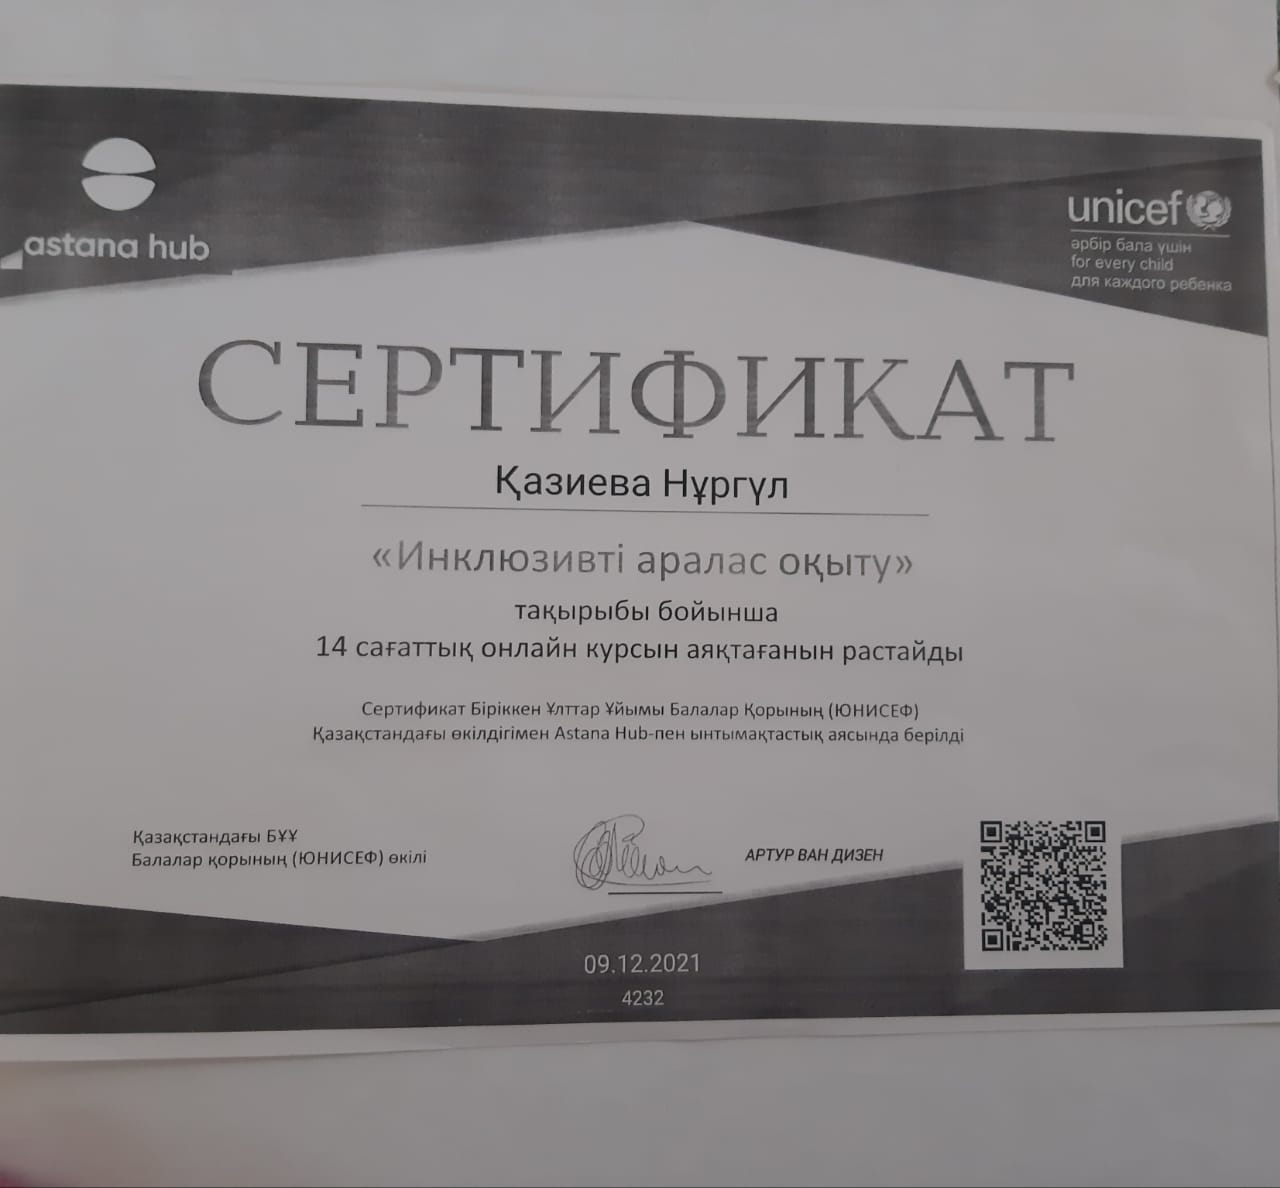 astana hub
unicef
әрбір бала үшін
for every child
для каждого ребенка
СЕРТИФИКАТ
Қазиева Нұргүл
«Инклюзивті аралас оқыту»
тақырыбы бойынша
14 сағаттық онлайн курсын аяқтағанын растайды
Сертификат Біріккен Ұлттар Ұйымы Балалар Қорының (ЮНИСЕФ)
Қазақстандағы өкілдігімен Astana Hub-пен ынтымақтастық аясында берілді
Қазақстандағы БҰҰ
Балалар қорының (ЮНИСЕФ) өкілі
АРТУР ВАН ДИЗЕН
09.12.2021
4232